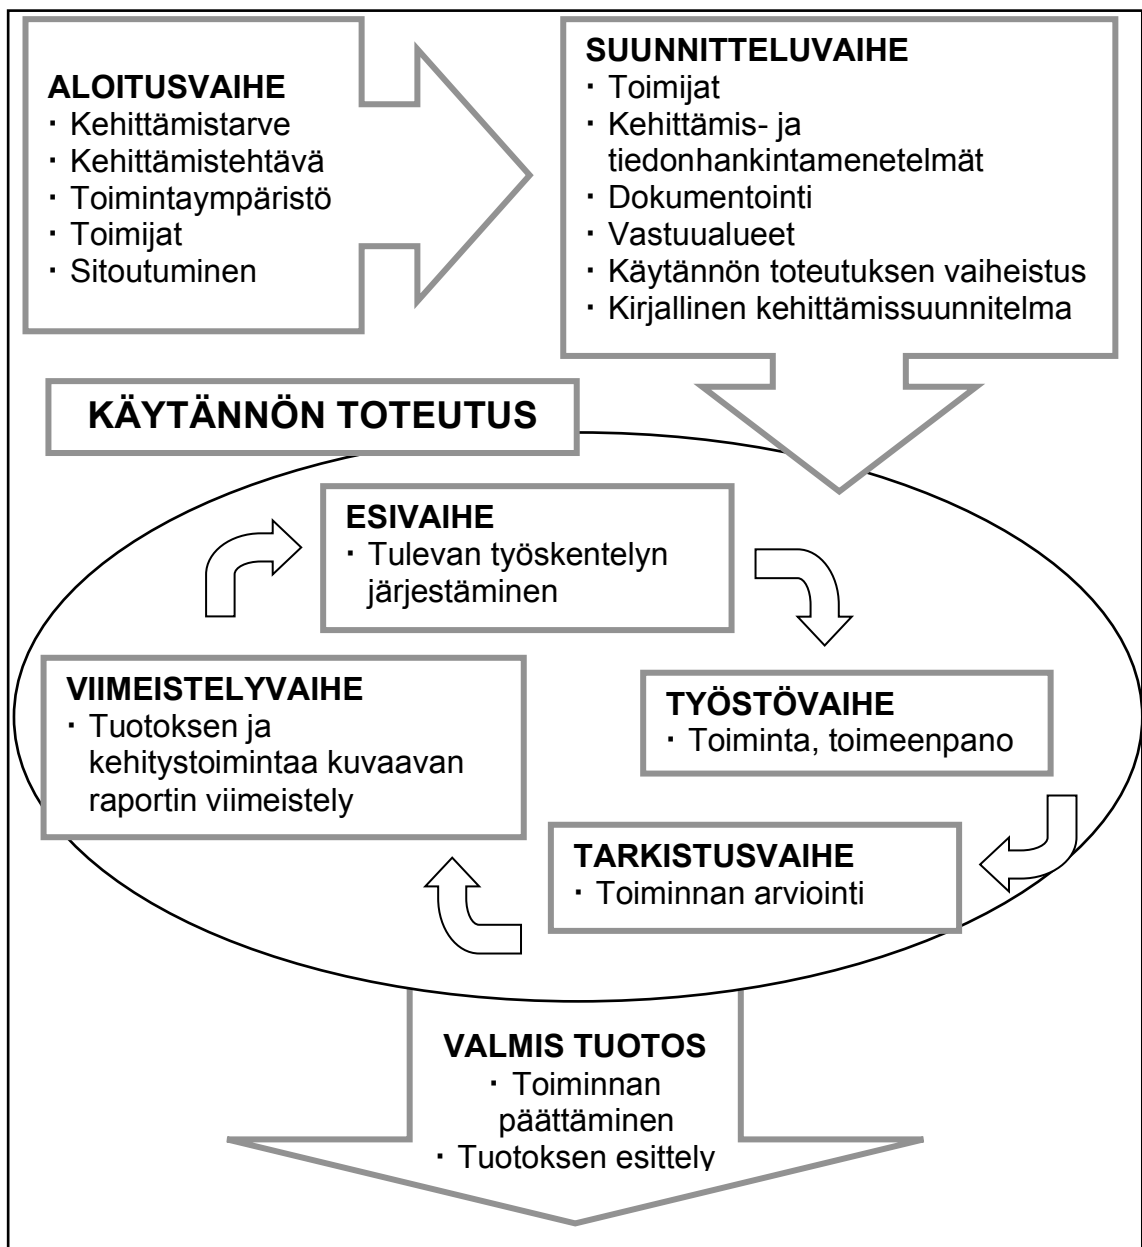 ALOITUSVAIHE
· Kehittämistarve
· Kehittämistehtävä
· Toimintaympäristö
· Toimijat
· Sitoutuminen
SUUNNITTELUVAIHE
· Toimijat
· Kehittämis- ja
tiedonhankintamenetelmät
· Dokumentointi
· Vastuualueet
· Käytännön toteutuksen vaiheistus
· Kirjallinen kehittämissuunnitelma
KÄYTÄNNÖN TOTEUTUS
ESIVAIHE
· Tulevan työskentelyn
järjestäminen
TYÖSTÖVAIHE
· Toiminta, toimeenpano
TARKISTUSVAIHE
· Toiminnan arviointi
VIIMEISTELYVAIHE
· Tuotoksen ja
kehitystoimintaa kuvaavan
raportin viimeistely
VALMIS TUOTOS
· Toiminnan
päättäminen
· Tuotoksen esittely